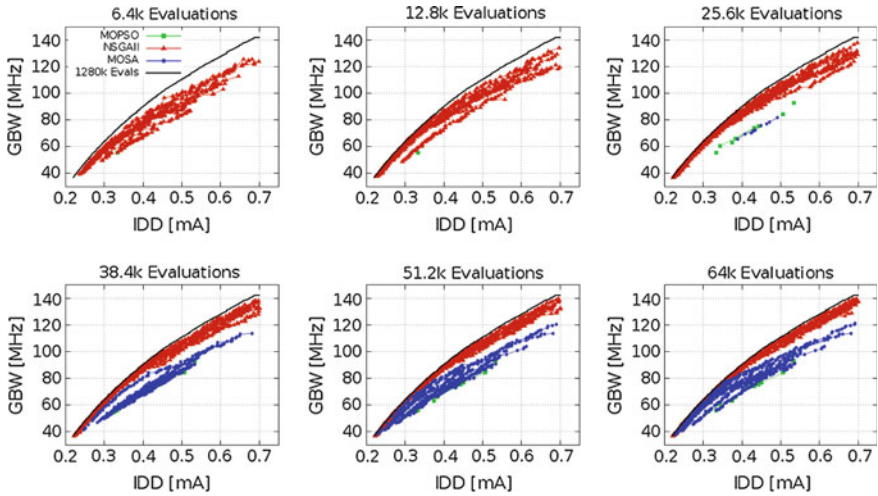 6.4k Evaluations
12.8k Evaluations
25.6k Evaluations
GBW [MHz]
140
120
100
80
60
40
MOPSO
NSGAII
MOSA
1280k Evals
0.2 0.3 0.4 0.5 0.6 0.7
IDD [mA]
GBW [MHz]
140
120
100
80
60
40
0.2 0.3 0.4 0.5 0.6 0.7
IDD [mA]
GBW [MHz]
140
120
100
80
60
40
0.2 0.3 0.4 0.5 0.6 0.7
IDD [mA]
38.4k Evaluations
51.2k Evaluations
64k Evaluations
GBW [MHz]
140
120
100
80
60
40
0.2 0.3 0.4 0.5 0.6 0.7
IDD [mA]
GBW [MHz]
140
120
100
80
60
40
0.2 0.3 0.4 0.5 0.6 0.7
IDD [mA]
GBW [MHz]
140
120
100
80
60
40
0.2 0.3 0.4 0.5 0.6 0.7
IDD [mA]